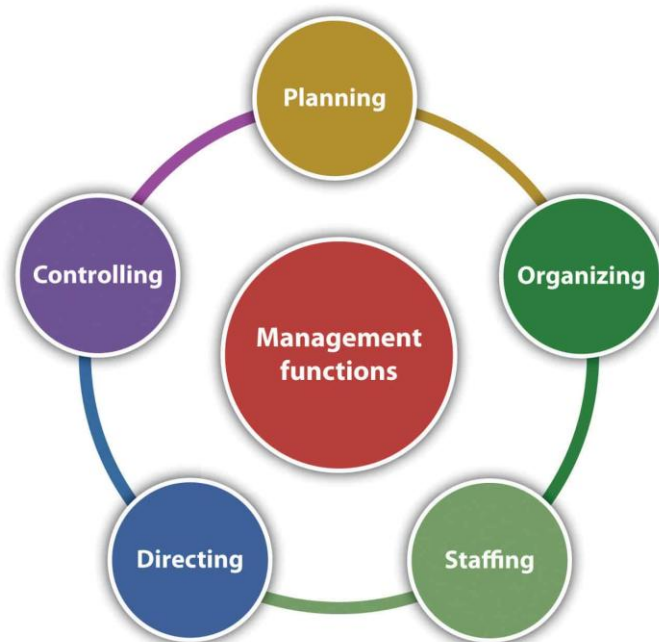 Planning
Organizing
Staffing
Directing
Controlling
Management
functions